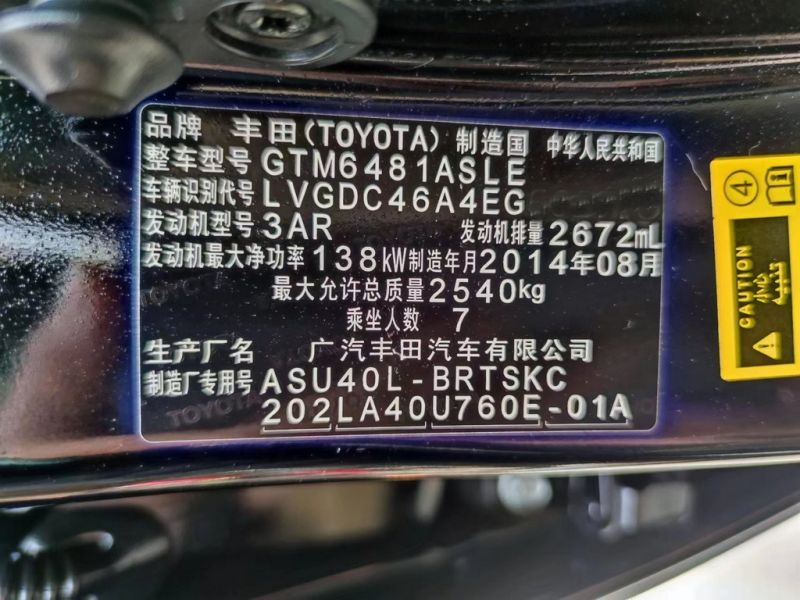 品牌 丰田(TOYOTA) 制造国 中华人民共和国
整车型号 GTM6481ASLE
车辆识别代号 LVGDC46A4EG
发动机型号 3AR 发动机排量 2672mL
发动机最大净功率 138kW 制造年月 2014年08月
最大允许总质量 2540kg
乘坐人数 7
生产厂名 广汽丰田汽车有限公司
制造厂专用号 ASU40L-BRTSKC
202LA40U760E-01A
4
CAUTION
小心